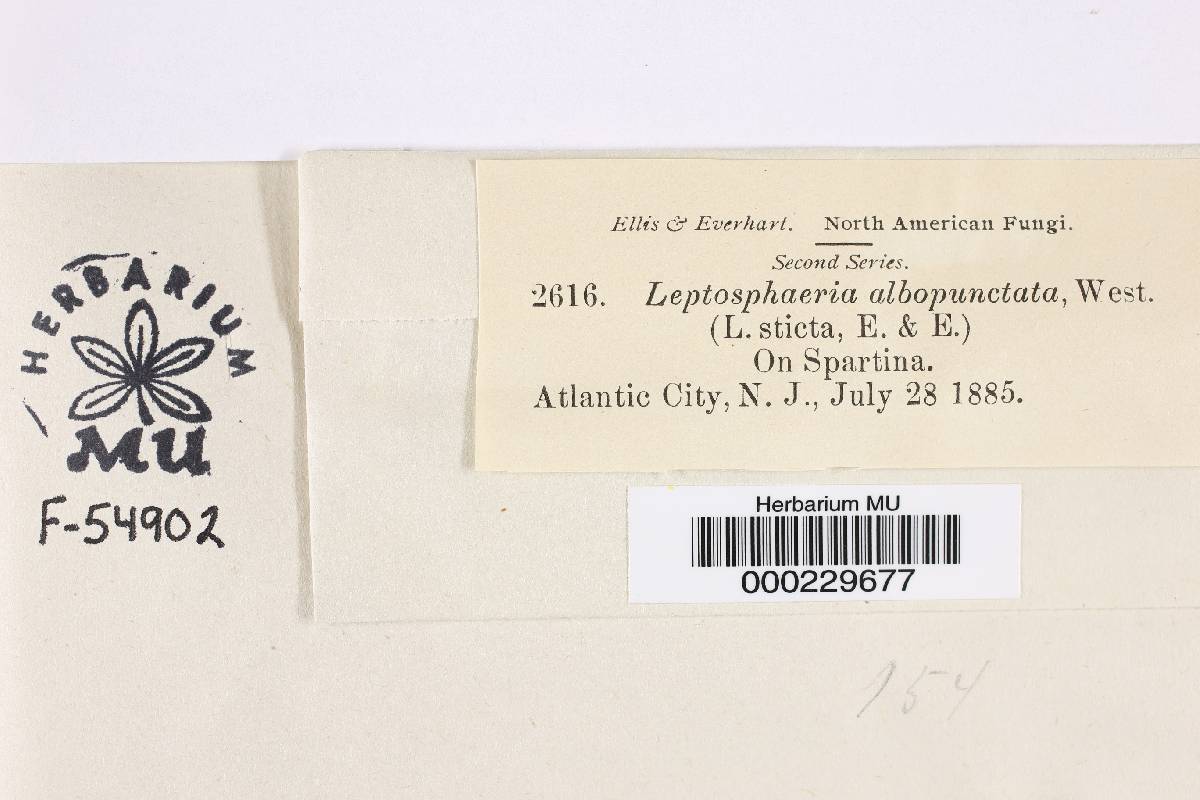 HERBARIUM
MU
F-54902
Ellis & Everhart. North American Fungi.
Second Series.
2616. Leptosphaeria albopunctata, West.
(L. sticta, E. & E.)
On Spartina.
Atlantic City, N. J., July 28 1885.
Herbarium MU
000229677
154